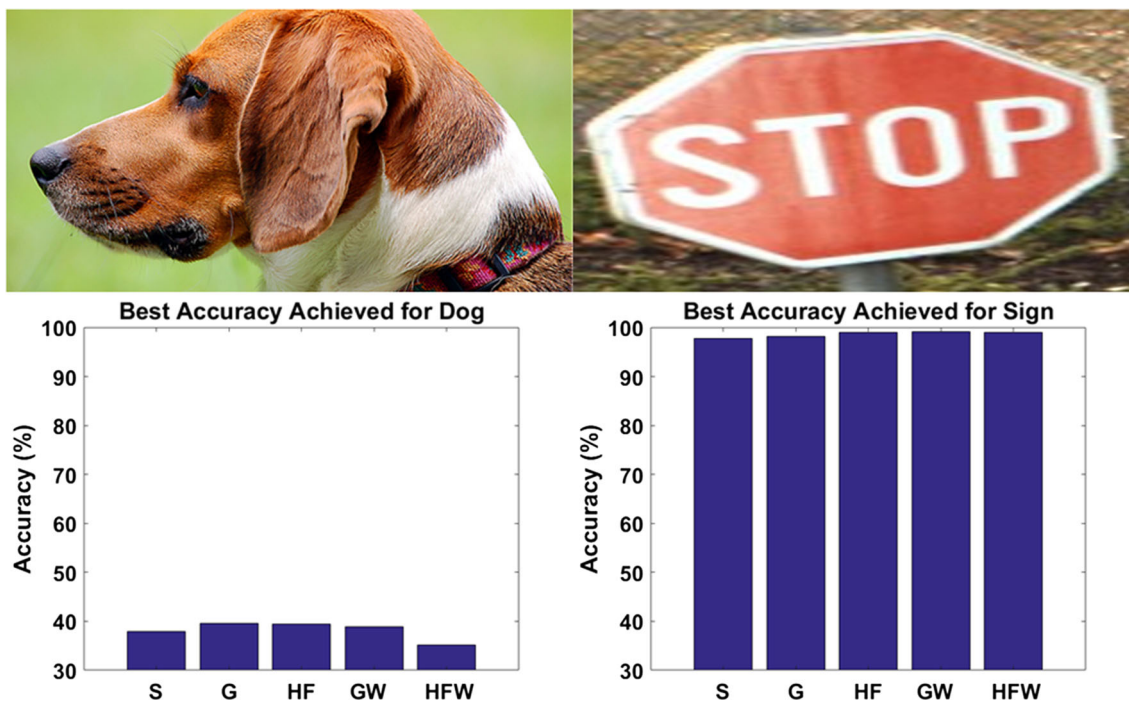 STOP
Best Accuracy Achieved for Dog
100
90
80
70
60
50
40
30
Accuracy (%)
S G HF GW HFW
Best Accuracy Achieved for Sign
100
90
80
70
60
50
40
30
Accuracy (%)
S G HF GW HFW